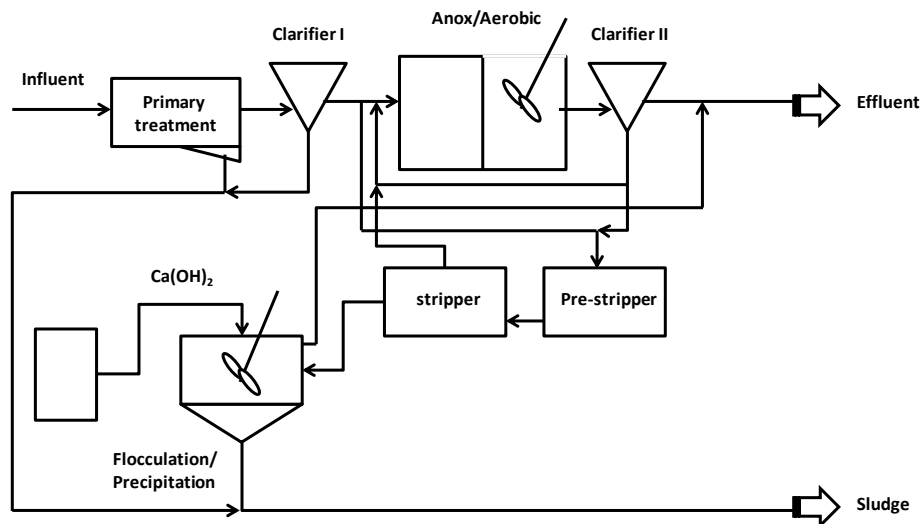 Anox/Aerobic
Clarifier I
Clarifier II
Influent
Primary
treatment
Effluent
Ca(OH)₂
stripper
Pre-stripper
Flocculation/
Precipitation
Sludge